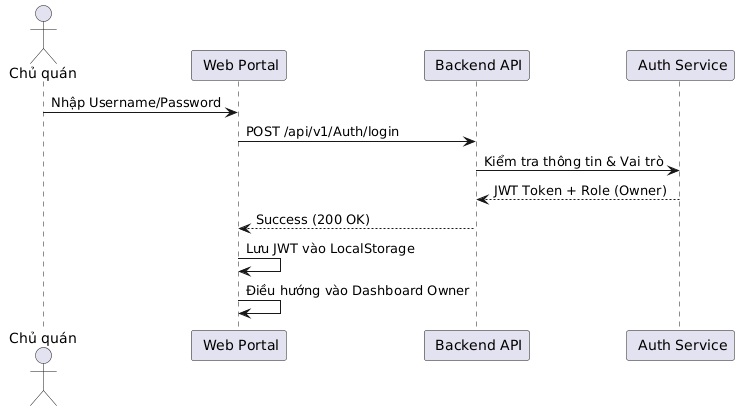 Chủ quán
Web Portal
Backend API
Auth Service
Nhập Username/Password
POST /api/v1/Auth/login
Kiểm tra thông tin & Vai trò
JWT Token + Role (Owner)
Success (200 OK)
Lưu JWT vào LocalStorage
Điều hướng vào Dashboard Owner
Chủ quán
Web Portal
Backend API
Auth Service